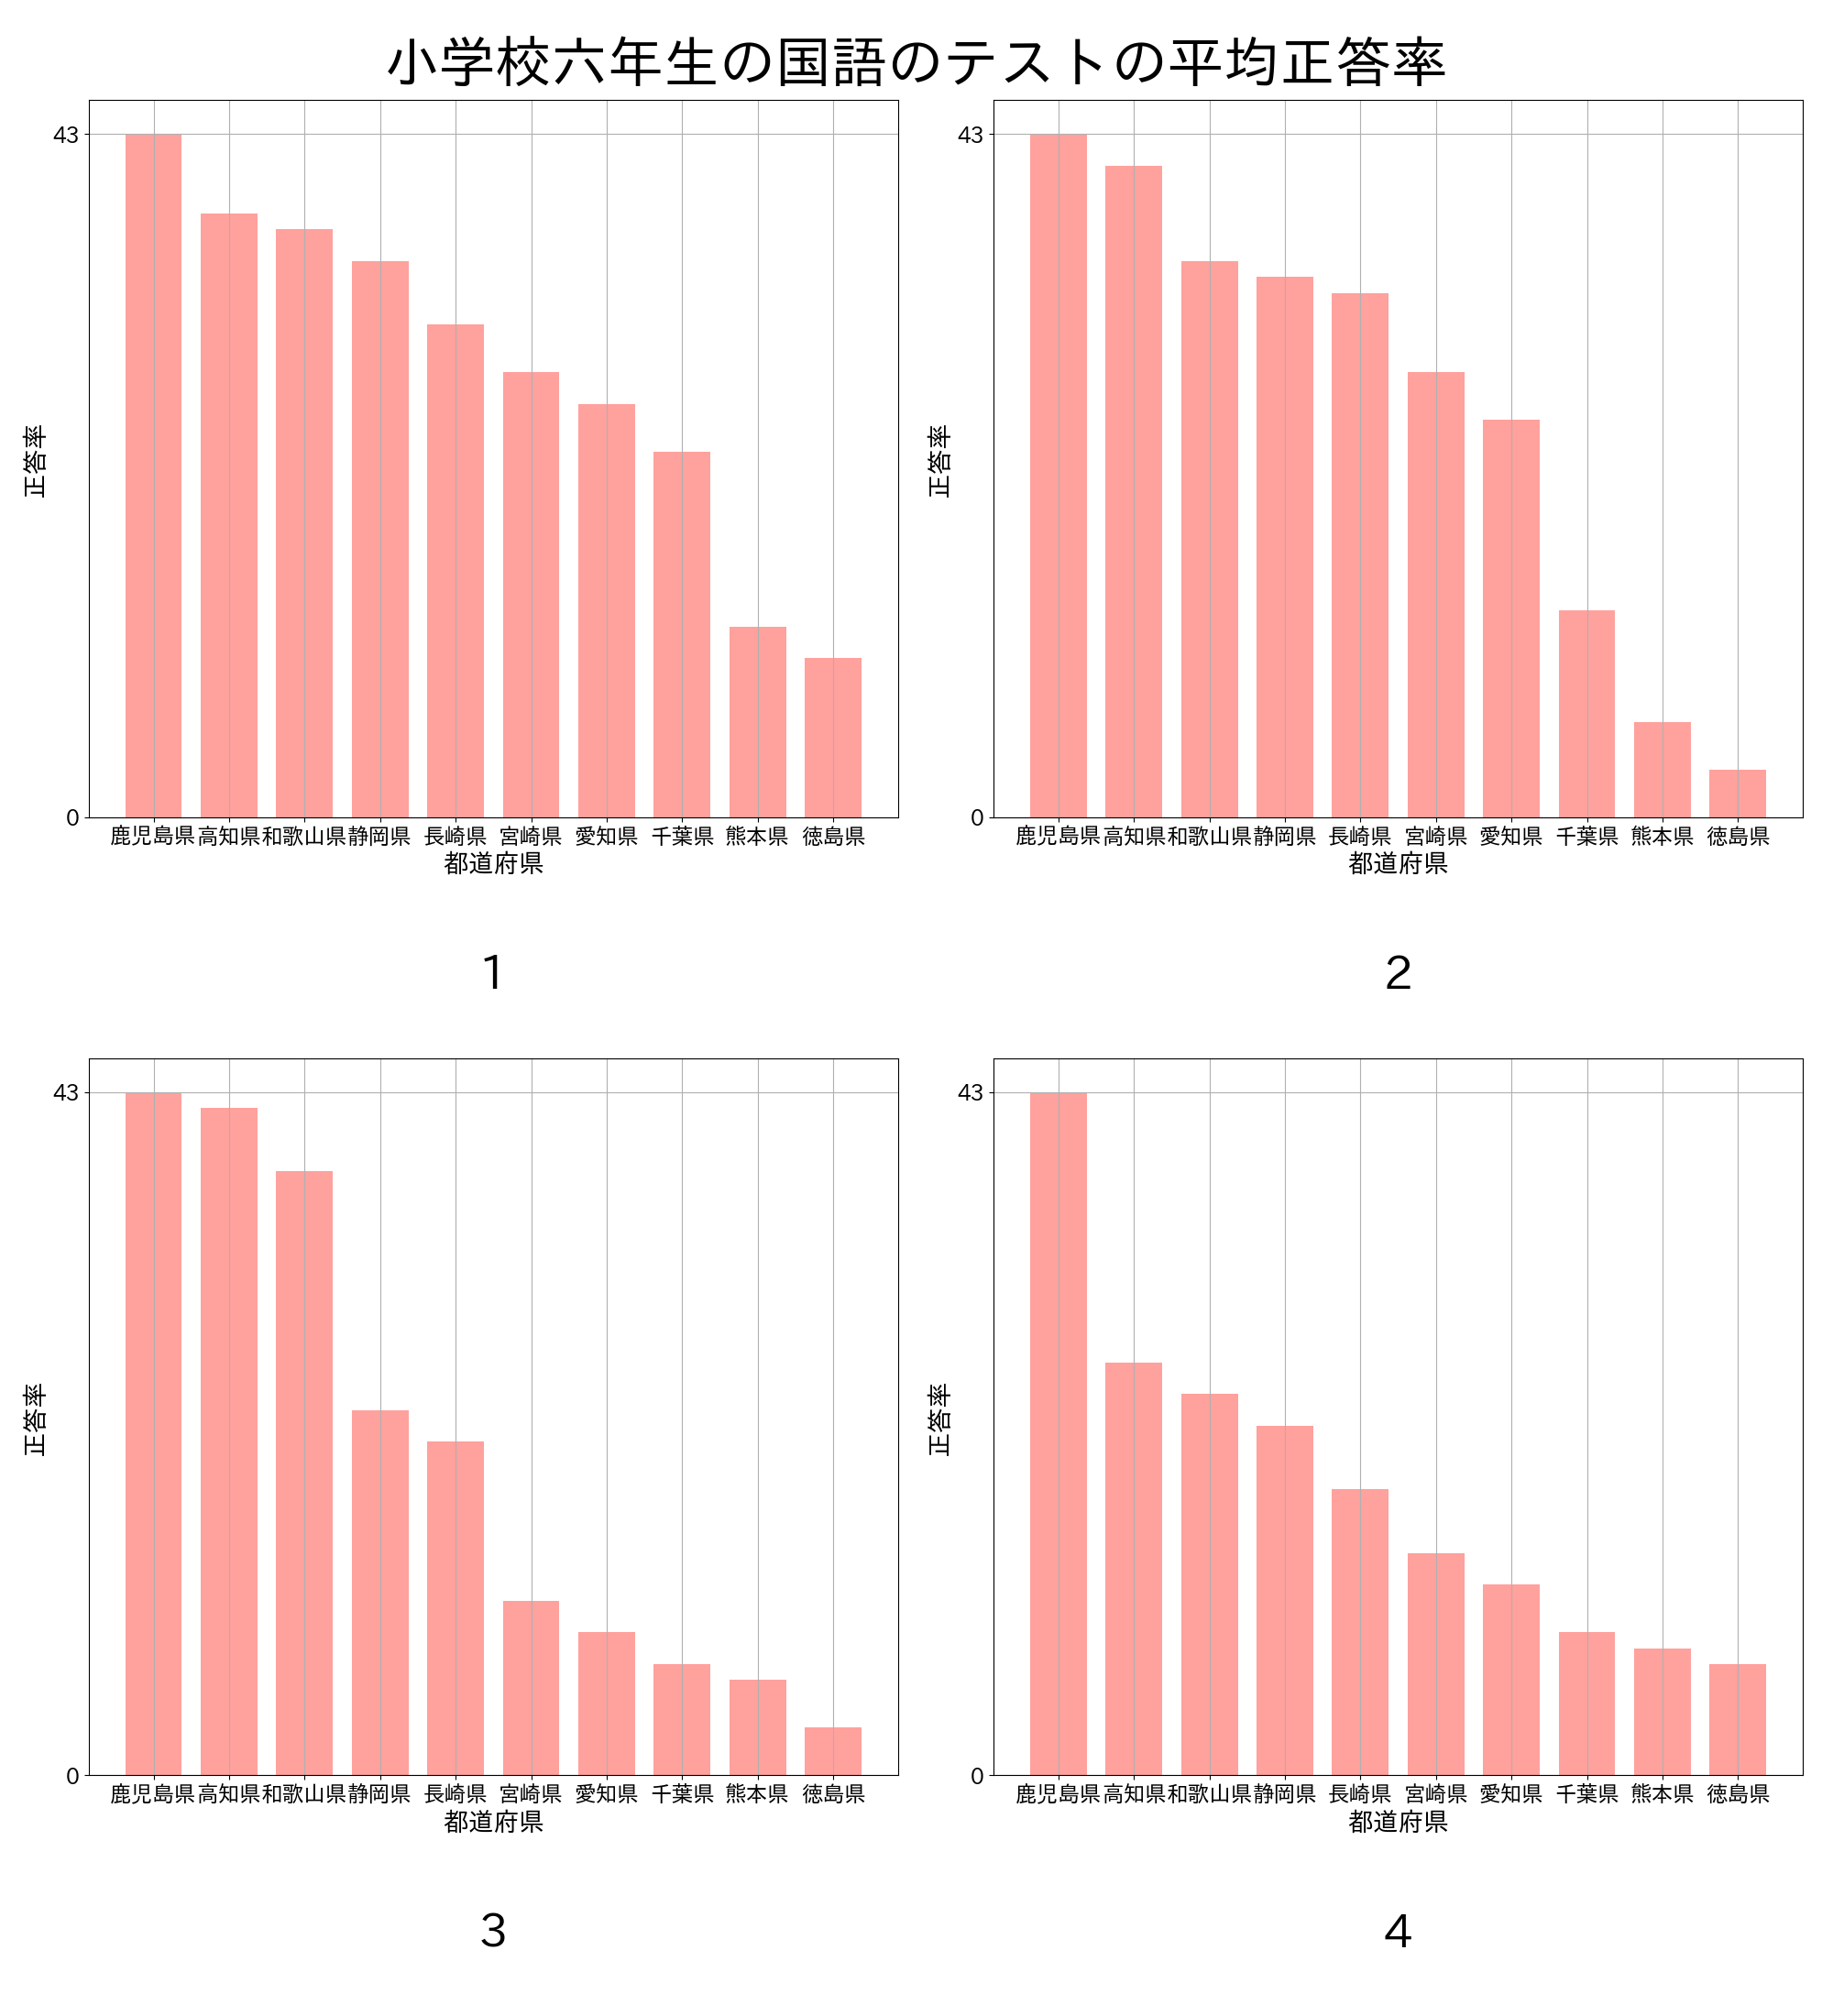 小学校六年生の国語のテストの平均正答率
43
0
正答率
鹿児島県 高知県 和歌山県 静岡県 長崎県 宮崎県 愛知県 千葉県 熊本県 徳島県
都道府県
1
43
0
正答率
鹿児島県 高知県 和歌山県 静岡県 長崎県 宮崎県 愛知県 千葉県 熊本県 徳島県
都道府県
2
43
0
正答率
鹿児島県 高知県 和歌山県 静岡県 長崎県 宮崎県 愛知県 千葉県 熊本県 徳島県
都道府県
3
43
0
正答率
鹿児島県 高知県 和歌山県 静岡県 長崎県 宮崎県 愛知県 千葉県 熊本県 徳島県
都道府県
4